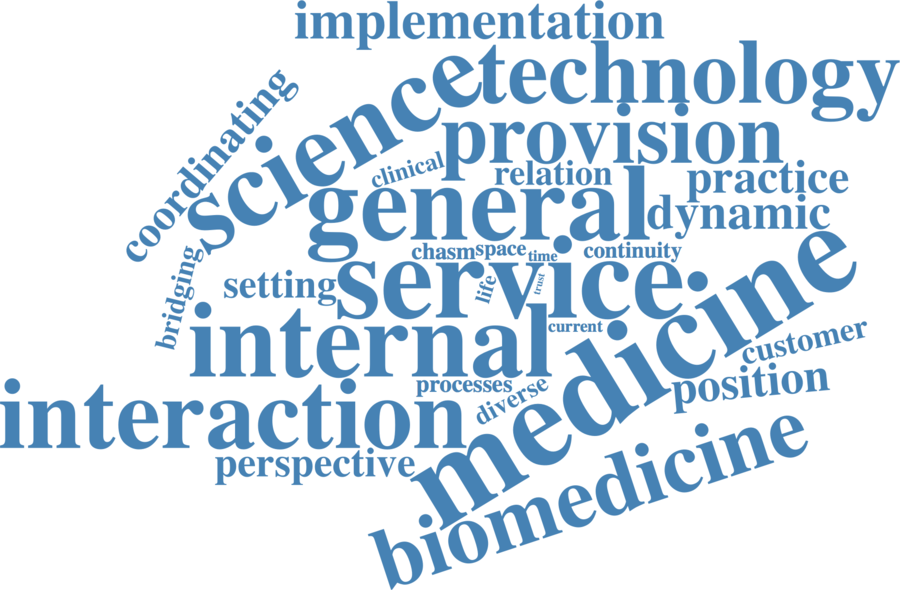 implementation
technology
science
coordinating
provision
clinical
relation
practice
general
dynamic
chasm
space
time
continuity
bridging
setting
service
life
trust
internal
current
medicine
customer
processes
diverse
position
interaction
perspective
biomedicine